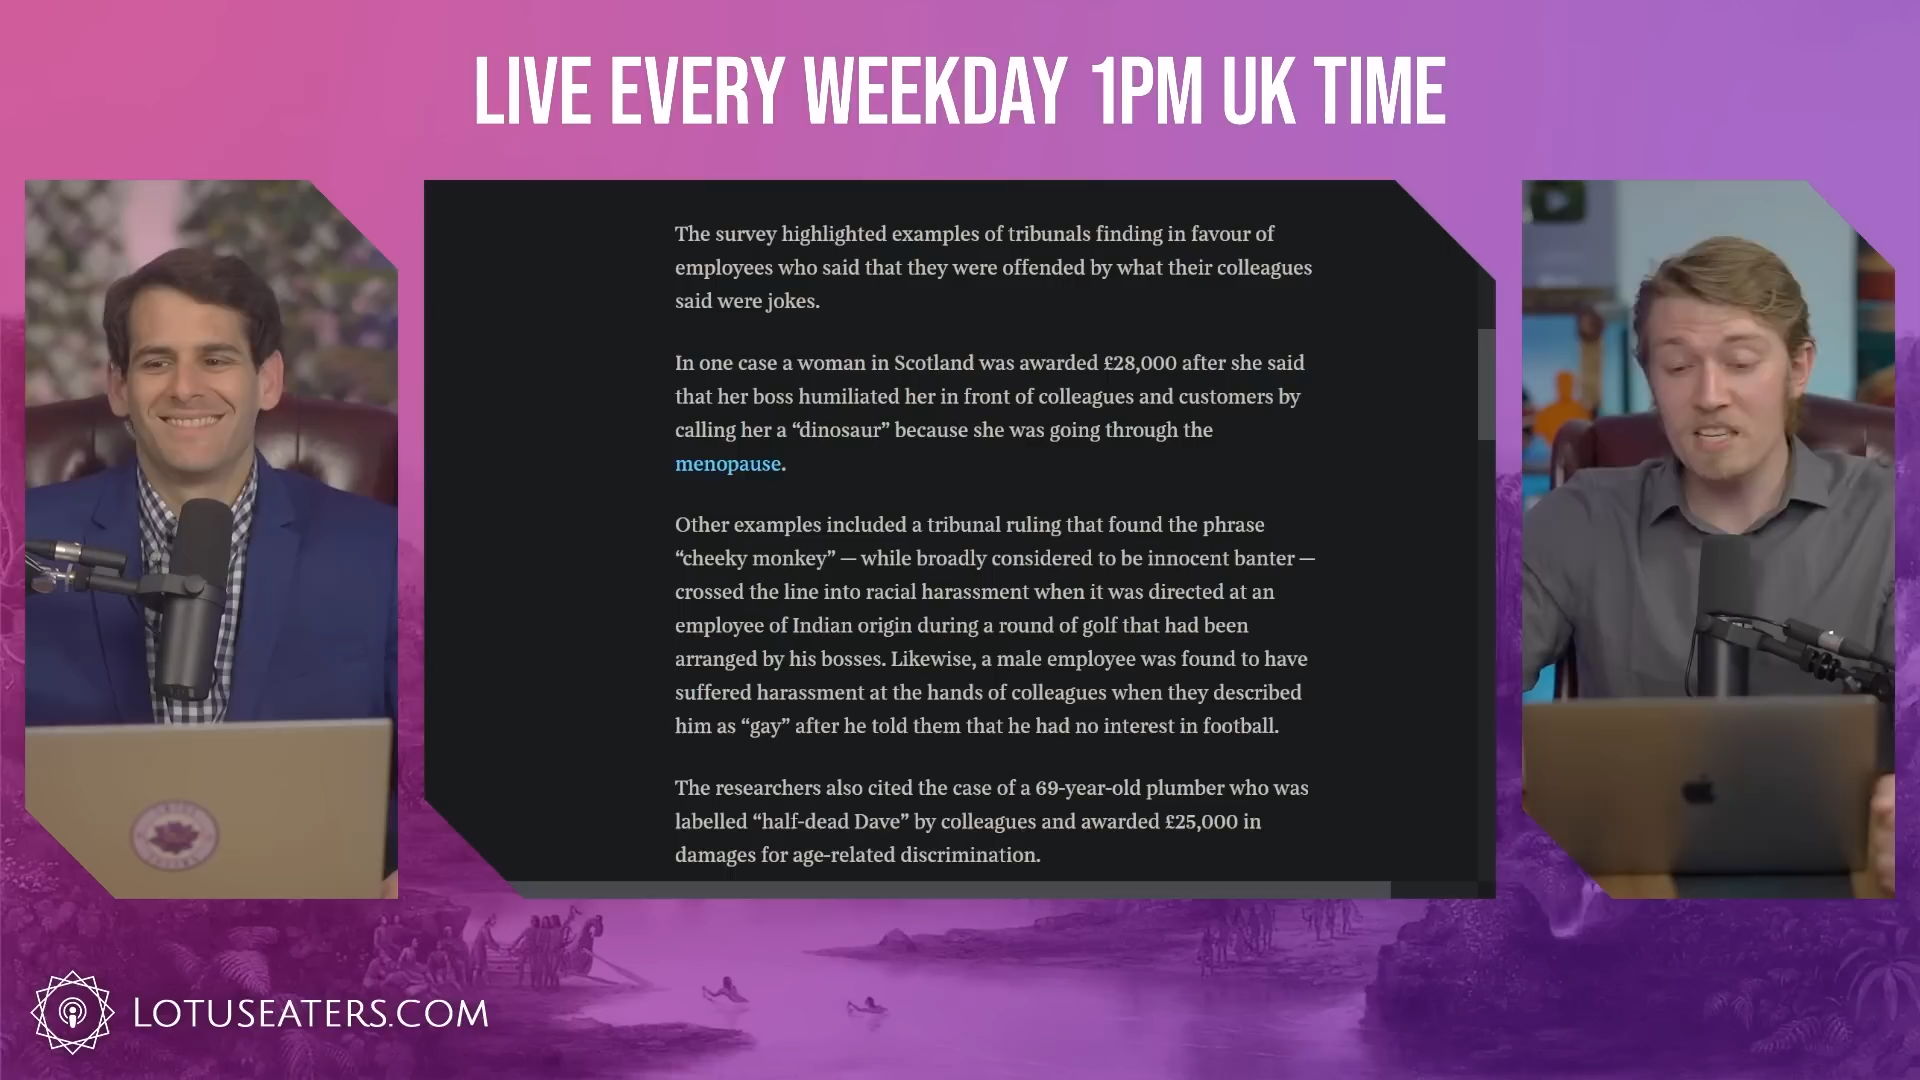 LIVE EVERY WEEKDAY 1PM UK TIME
The survey highlighted examples of tribunals finding in favour of
employees who said that they were offended by what their colleagues
said were jokes.
In one case a woman in Scotland was awarded £28,000 after she said
that her boss humiliated her in front of colleagues and customers by
calling her a “dinosaur” because she was going through the
menopause.
Other examples included a tribunal ruling that found the phrase
“cheeky monkey” — while broadly considered to be innocent banter —
crossed the line into racial harassment when it was directed at an
employee of Indian origin during a round of golf that had been
arranged by his bosses. Likewise, a male employee was found to have
suffered harassment at the hands of colleagues when they described
him as “gay” after he told them that he had no interest in football.
The researchers also cited the case of a 69-year-old plumber who was
labelled “half-dead Dave” by colleagues and awarded £25,000 in
damages for age-related discrimination.
LOTUSEATERS.COM